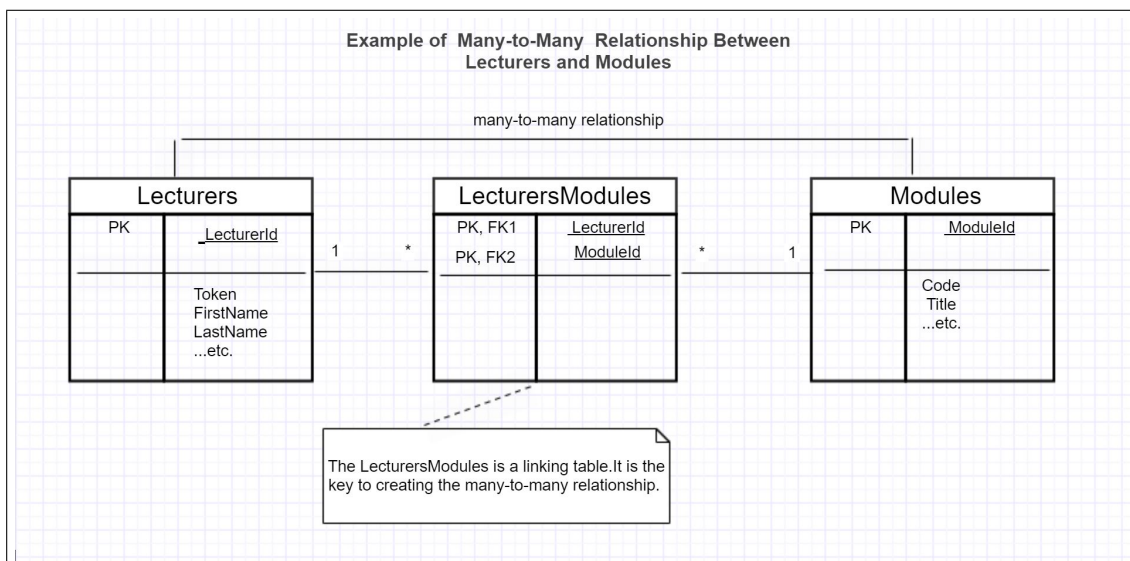 Example of Many-to-Many Relationship Between
Lecturers and Modules
many-to-many relationship
Lecturers
PK
_LecturerId
Token
FirstName
LastName
...etc.
1
*
LecturersModules
PK, FK1
LecturerId
PK, FK2
ModuleId
*
1
Modules
PK
ModuleId
Code
Title
...etc.
The LecturersModules is a linking table.It is the
key to creating the many-to-many relationship.